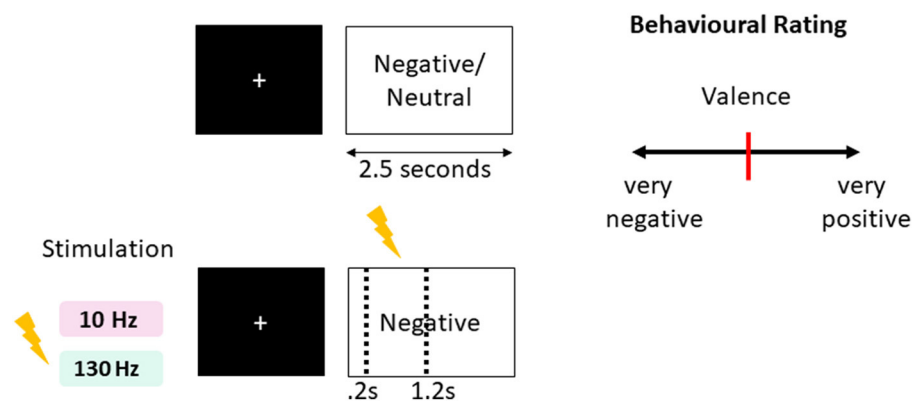 Behavioural Rating
+
Negative/
Neutral
Valence
2.5 seconds
very
negative
very
positive
Stimulation
10 Hz
130 Hz
+
Negative
.2s
1.2s